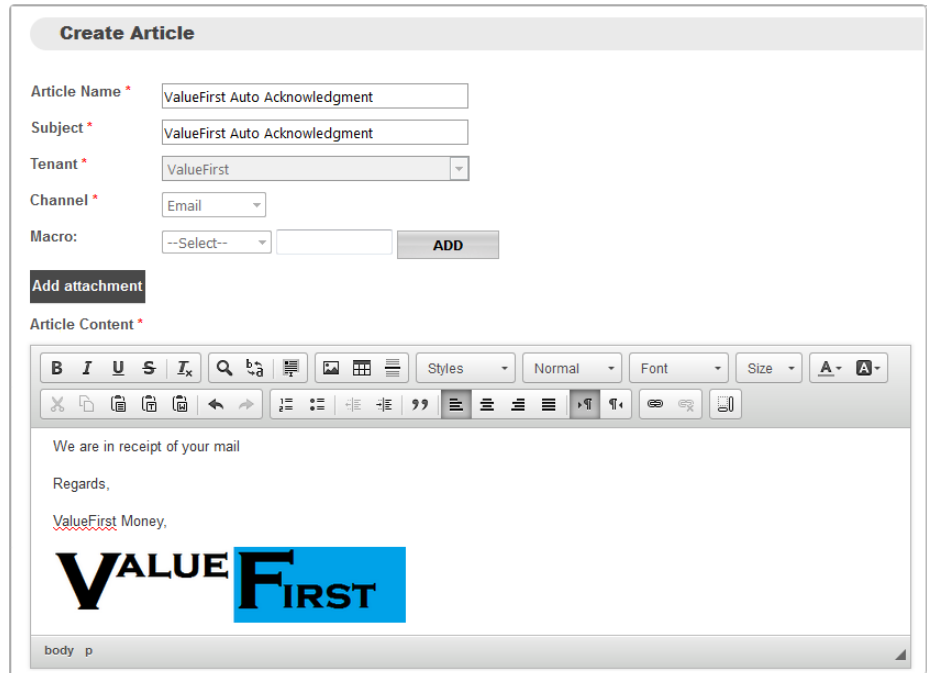 Create Article
Article Name *
ValueFirst Auto Acknowledgment
Subject *
ValueFirst Auto Acknowledgment
Tenant *
ValueFirst
Channel *
Email
Macro:
--Select--
ADD
Add attachment
Article Content *
B I U S Tx Styles Normal Font Size A A
We are in receipt of your mail
Regards,
ValueFirst Money,
VALUE FIRST
body p